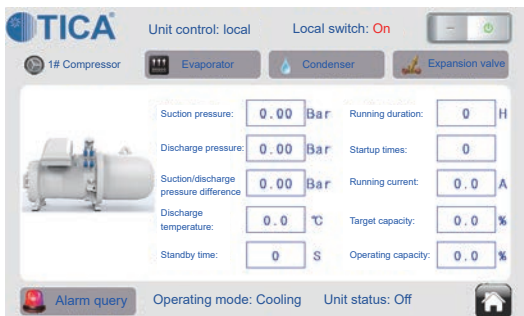 TICA
Unit control: local
Local switch: On
1# Compressor
Evaporator
Condenser
Expansion valve
Suction pressure: 0.00 Bar
Running duration: 0 H
Discharge pressure: 0.00 Bar
Startup times: 0
Suction/discharge
pressure difference 0.00 Bar
Running current: 0.0 A
Discharge
temperature: 0.0 ℃
Target capacity: 0.0 %
Standby time: 0 S
Operating capacity: 0.0 %
Alarm query
Operating mode: Cooling
Unit status: Off